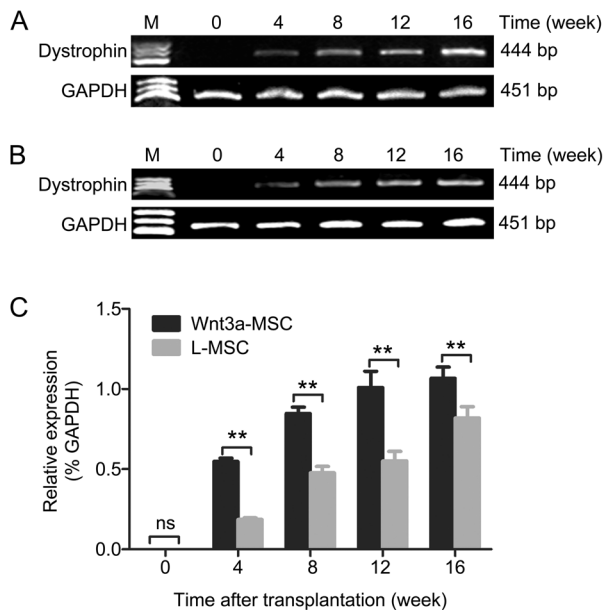 A
M 0 4 8 12 16 Time (week)
Dystrophin 444 bp
GAPDH 451 bp
B
M 0 4 8 12 16 Time (week)
Dystrophin 444 bp
GAPDH 451 bp
C
Relative expression
(% GAPDH)
1.5
1.0
0.5
0.0
Wnt3a-MSC
L-MSC
ns ** ** ** **
0 4 8 12 16
Time after transplantation (week)